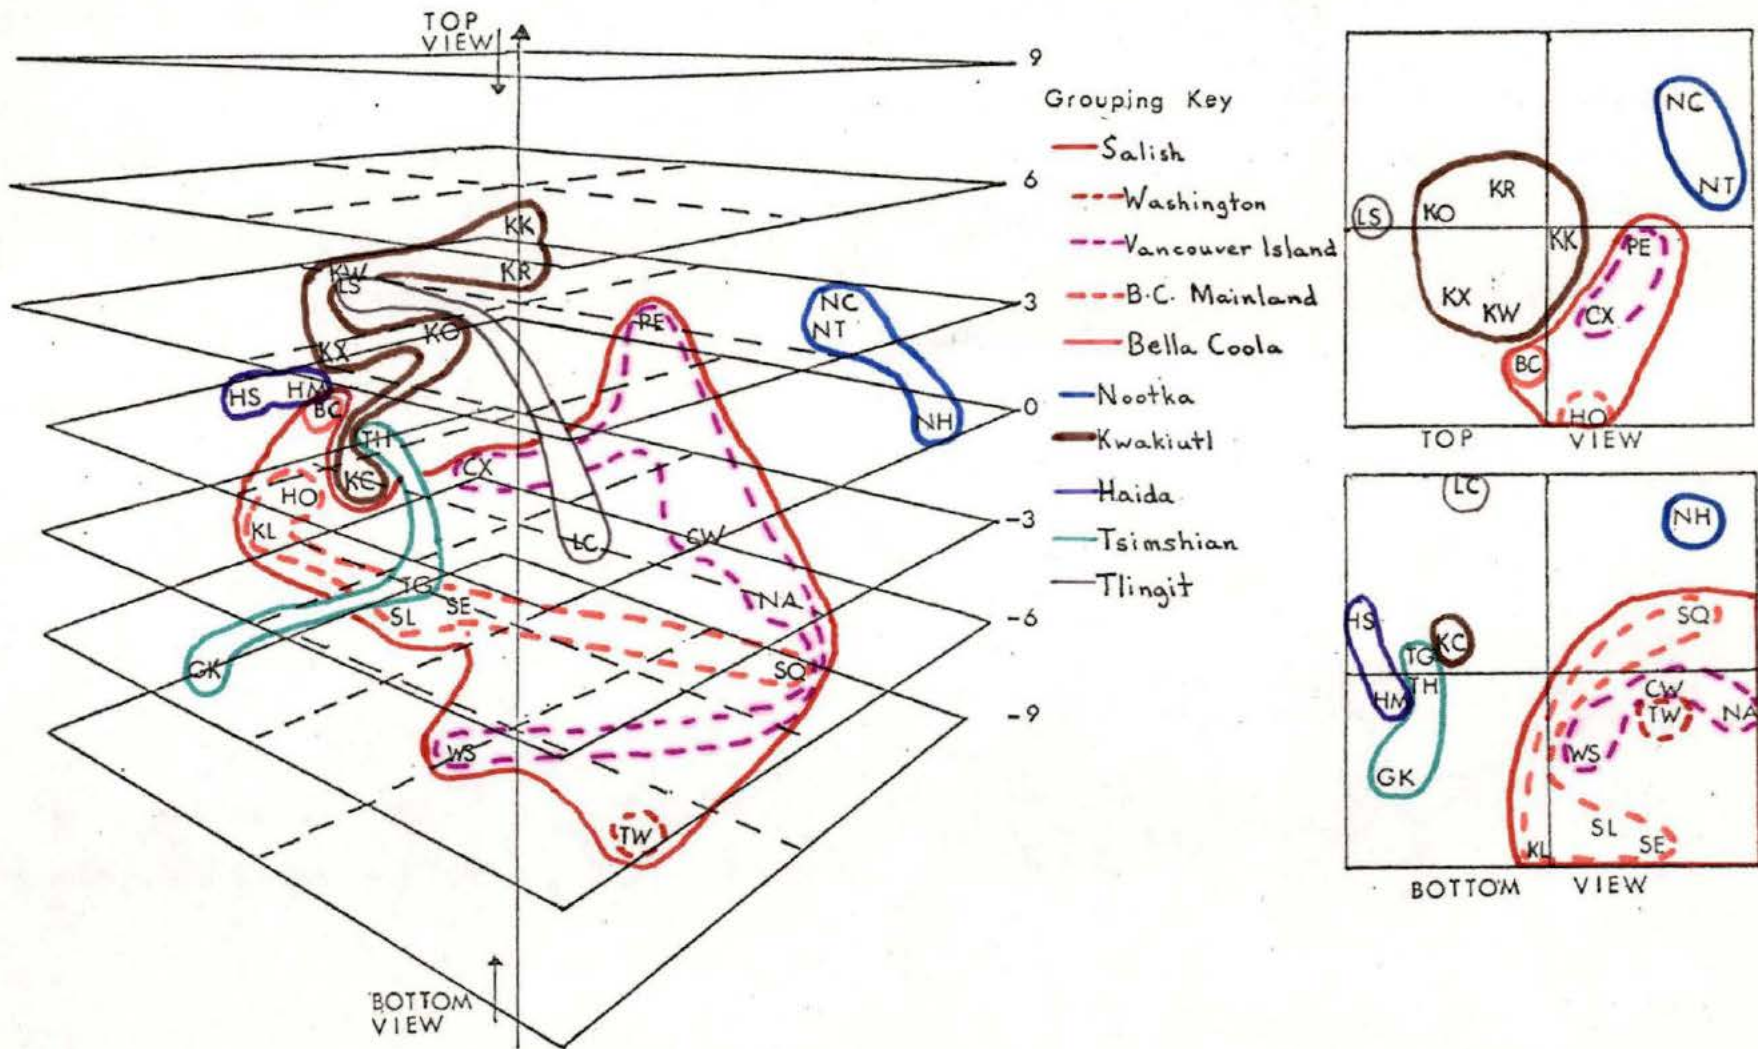 TOP
VIEW
9
6
3
0
-3
-6
-9
KK
KW
KR
LS
KO
KX
HS
HM
BC
TH
KC
HO
KL
CX
PE
NC
NT
NH
LC
CW
NA
TG
SE
SL
SQ
GK
WS
TW
BOTTOM
VIEW
Grouping Key
Salish
Washington
Vancouver Island
B.C. Mainland
Bella Coola
Nootka
Kwakiutl
Haida
Tsimshian
Tlingit
NC
NT
KR
KO
LS
KK
PE
KX
KW
CX
BC
HO
TOP VIEW
LC
NH
HS
SQ
KC
TG
TH
HM
CW
TW
NA
WS
GK
SL
SE
KL
BOTTOM VIEW